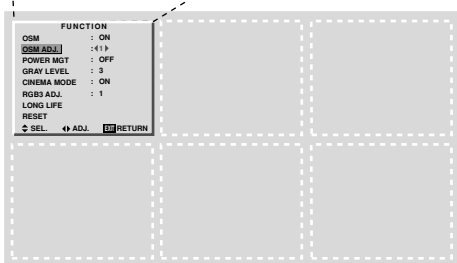 FUNCTION
OSM : ON
OSM ADJ. :◀1▶
POWER MGT : OFF
GRAY LEVEL : 3
CINEMA MODE : ON
RGB3 ADJ. : 1
LONG LIFE
RESET
SEL. ◀▶ ADJ. EXIT RETURN